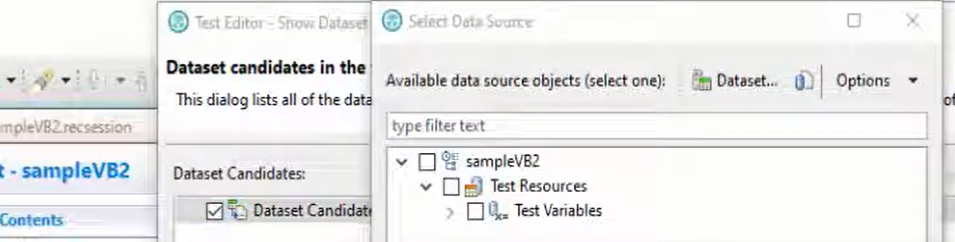 Test Editor - Show Dataset
Select Data Source
Dataset candidates in the
This dialog lists all of the data
Available data source objects (select one):
Dataset...
Options
type filter text
mpleVB2.recsession
t - sampleVB2
Contents
Dataset Candidates:
Dataset Candidate
sampleVB2
Test Resources
Test Variables